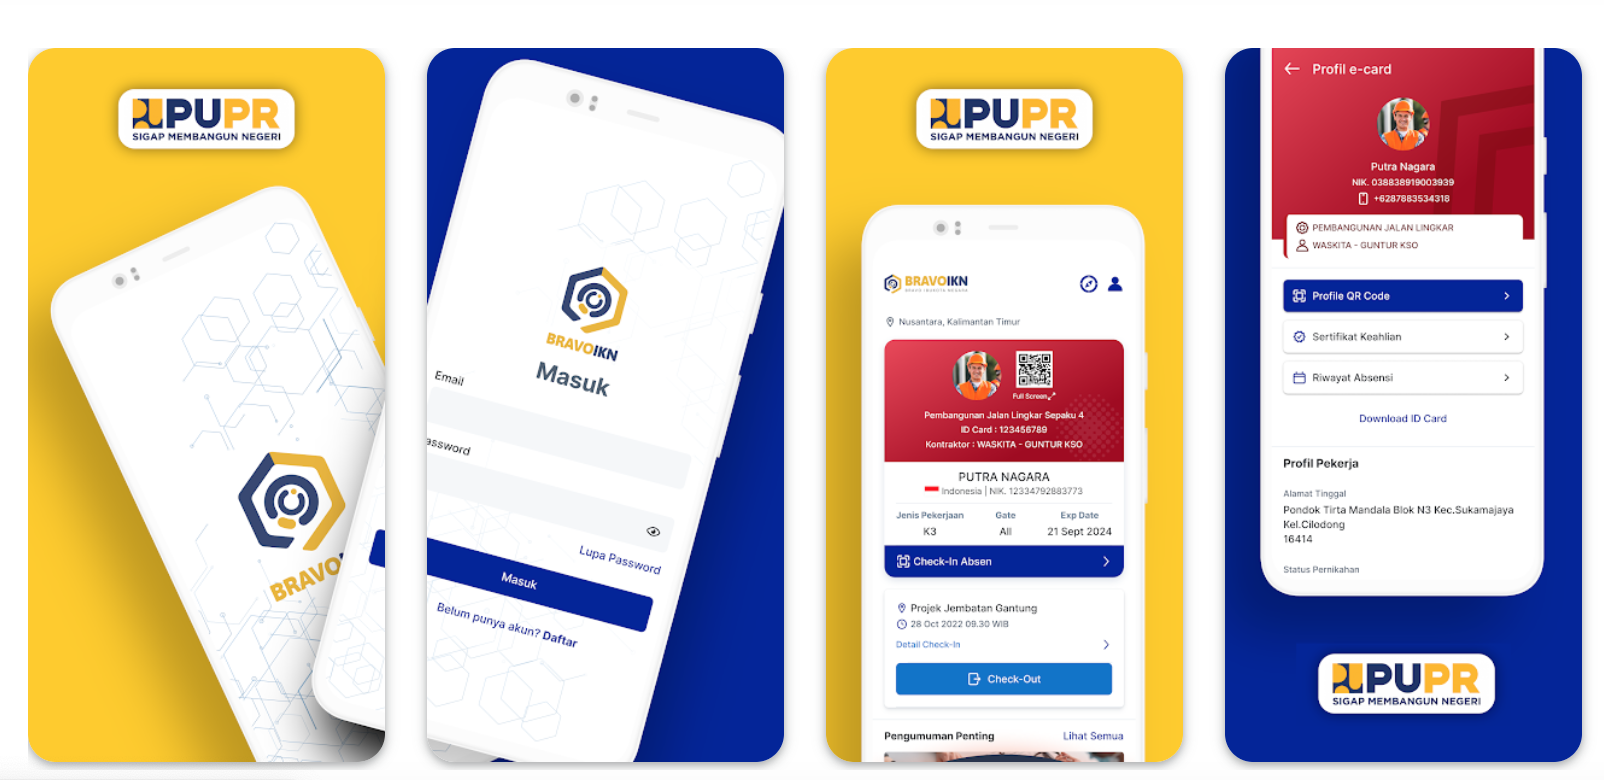 PUPR
SIGAP MEMBANGUN NEGERI
BRAVO
BRAVOIKN
Masuk
Email
assword
Lupa Password
Masuk
Belum punya akun? Daftar
PUPR
SIGAP MEMBANGUN NEGERI
BRAVOIKN
Nusantara, Kalimantan Timur
Full Screen
Pembangunan Jalan Lingkar Sepaku 4
ID Card : 123456789
Kontraktor : WASKITA - GUNTUR KSO
PUTRA NAGARA
Indonesia | NIK. 12334792883773
Jenis Pekerjaan Gate Exp Date
K3 All 21 Sept 2024
Check-In Absen
Projek Jembatan Gantung
28 Oct 2022 09.30 WIB
Detail Check-In
Check-Out
Pengumuman Penting Lihat Semua
Profil e-card
Putra Nagara
NIK. 038838919003939
+6287883534318
PEMBANGUNAN JALAN LINGKAR
WASKITA - GUNTUR KSO
Profile QR Code
Sertifikat Keahlian
Riwayat Absensi
Download ID Card
Profil Pekerja
Alamat Tinggal
Pondok Tirta Mandala Blok N3 Kec.Sukamajaya
Kel.Cilodong
16414
Status Pernikahan
PUPR
SIGAP MEMBANGUN NEGERI